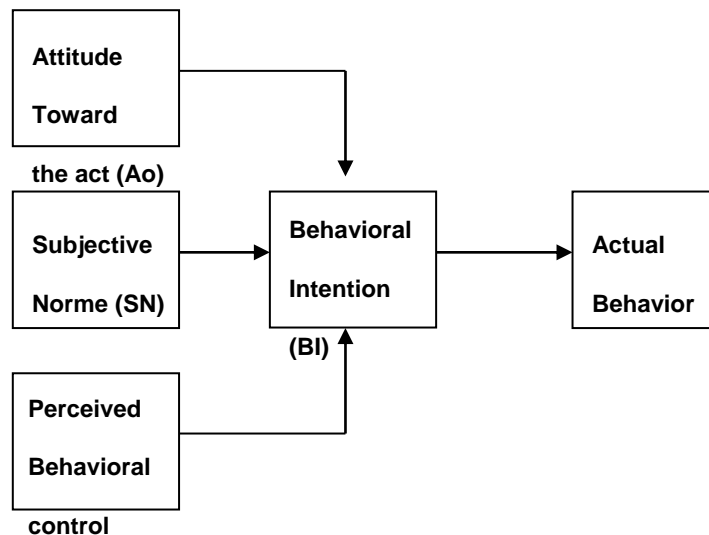 Attitude
Toward
the act (Ao)
Subjective
Norme (SN)
Perceived
Behavioral
control
Behavioral
Intention
(BI)
Actual
Behavior